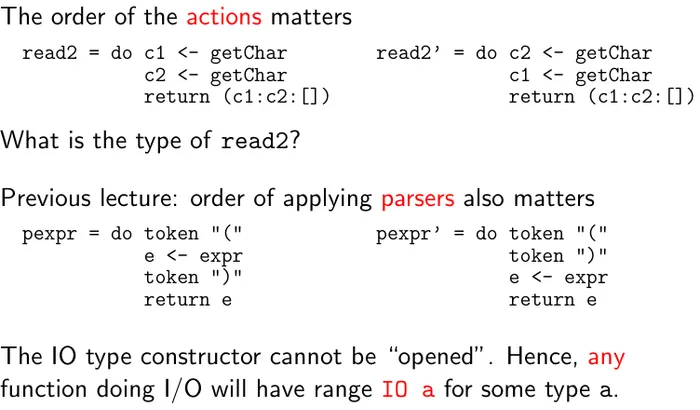 The order of the actions matters
read2 = do c1 <- getChar read2’ = do c2 <- getChar
c2 <- getChar c1 <- getChar
return (c1:c2:[]) return (c1:c2:[])
What is the type of read2?
Previous lecture: order of applying parsers also matters
pexpr = do token "(" pexpr’ = do token "("
e <- expr token ")"
token ")" e <- expr
return e return e
The IO type constructor cannot be “opened”. Hence, any
function doing I/O will have range IO a for some type a.